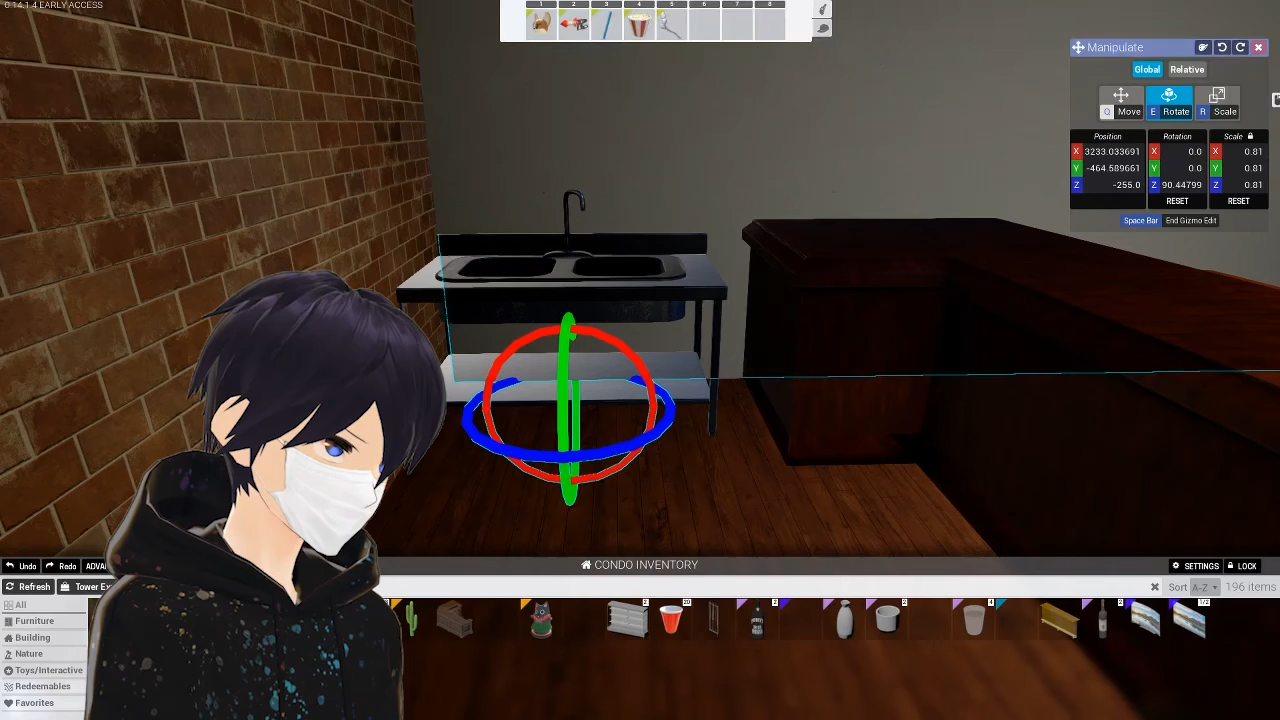 0.14.1.4 EARLY ACCESS
1 2 3 4 5 6 7 8
Manipulate
Global Relative
Q Move E Rotate R Scale
Position Rotation Scale
X 3233.033691 X 0.0 X 0.81
Y -464.589661 Y 0.0 Y 0.81
Z -255.0 Z 90.44799 Z 0.81
RESET RESET
Space Bar End Gizmo Edit
Undo Redo
CONDO INVENTORY
SETTINGS LOCK
Refresh Tower
Sort A-Z 196 items
All
Furniture
Building
Nature
Toys/Interactive
Redeemables
Favorites